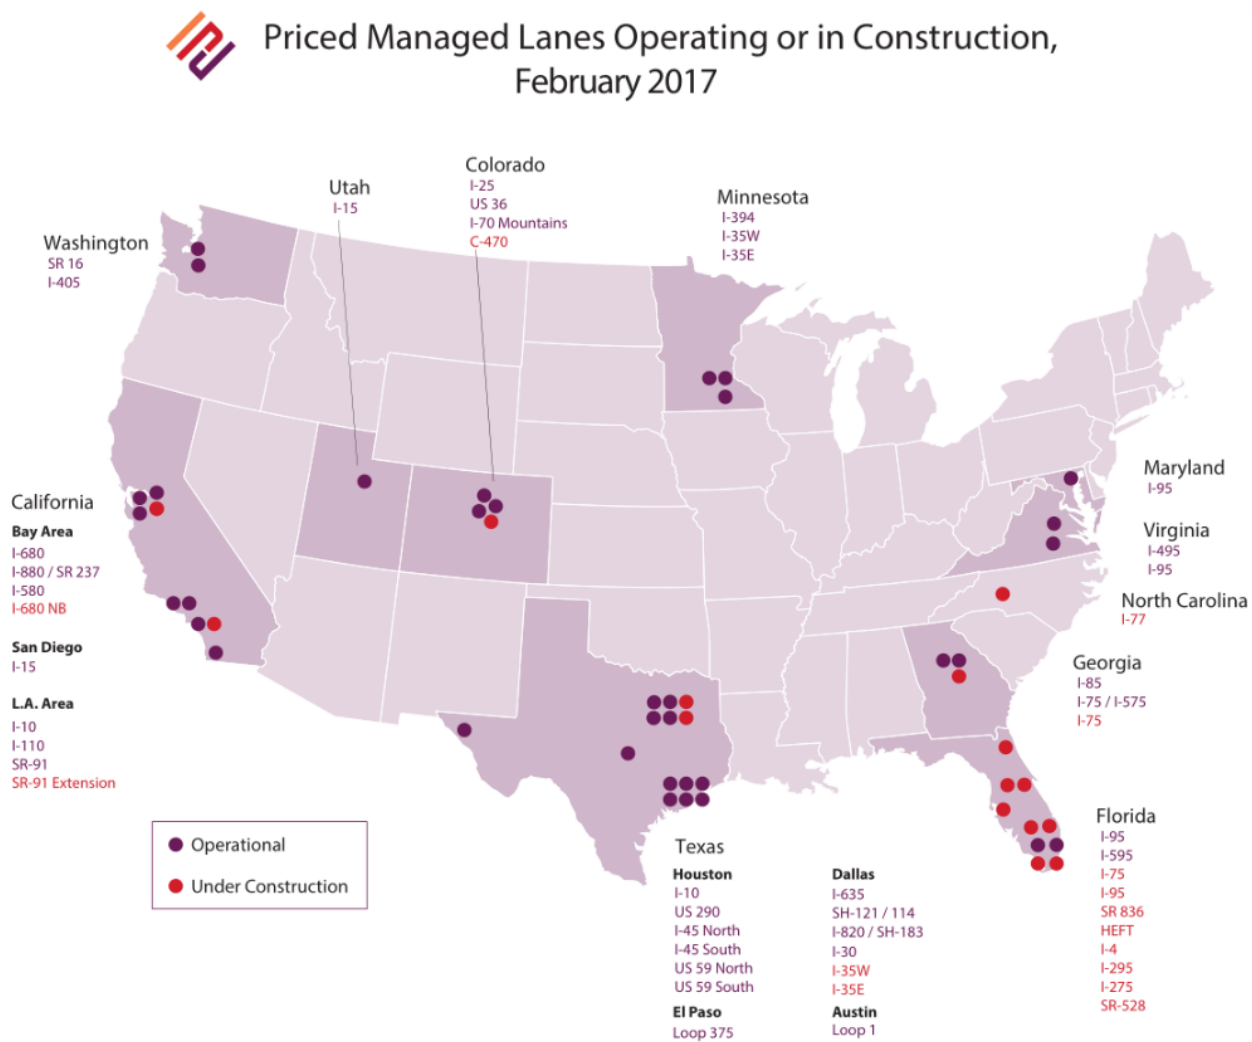 Priced Managed Lanes Operating or in Construction,
February 2017
Washington
SR 16
I-405
Utah
I-15
Colorado
I-25
US 36
I-70 Mountains
C-470
Minnesota
I-394
I-35W
I-35E
California
Bay Area
I-680
I-880 / SR 237
I-580
I-680 NB
San Diego
I-15
L.A. Area
I-10
I-110
SR-91
SR-91 Extension
Maryland
I-95
Virginia
I-495
I-95
North Carolina
I-77
Georgia
I-85
I-75 / I-575
I-75
Florida
I-95
I-595
I-75
I-95
SR 836
HEFT
I-4
I-295
I-275
SR-528
Operational
Under Construction
Texas
Houston
I-10
US 290
I-45 North
I-45 South
US 59 North
US 59 South
El Paso
Loop 375
Dallas
I-635
SH-121 / 114
I-820 / SH-183
I-30
I-35W
I-35E
Austin
Loop 1